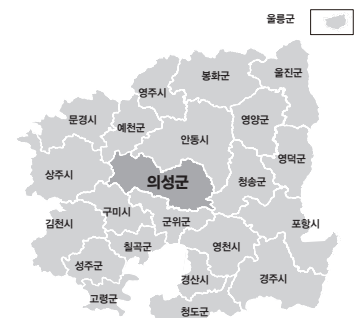 울릉군
봉화군
울진군
영주시
문경시
예천군
영양군
안동시
영덕군
상주시
의성군
청송군
구미시
군위군
김천시
포항시
칠곡군
영천시
성주군
경산시
경주시
고령군
청도군